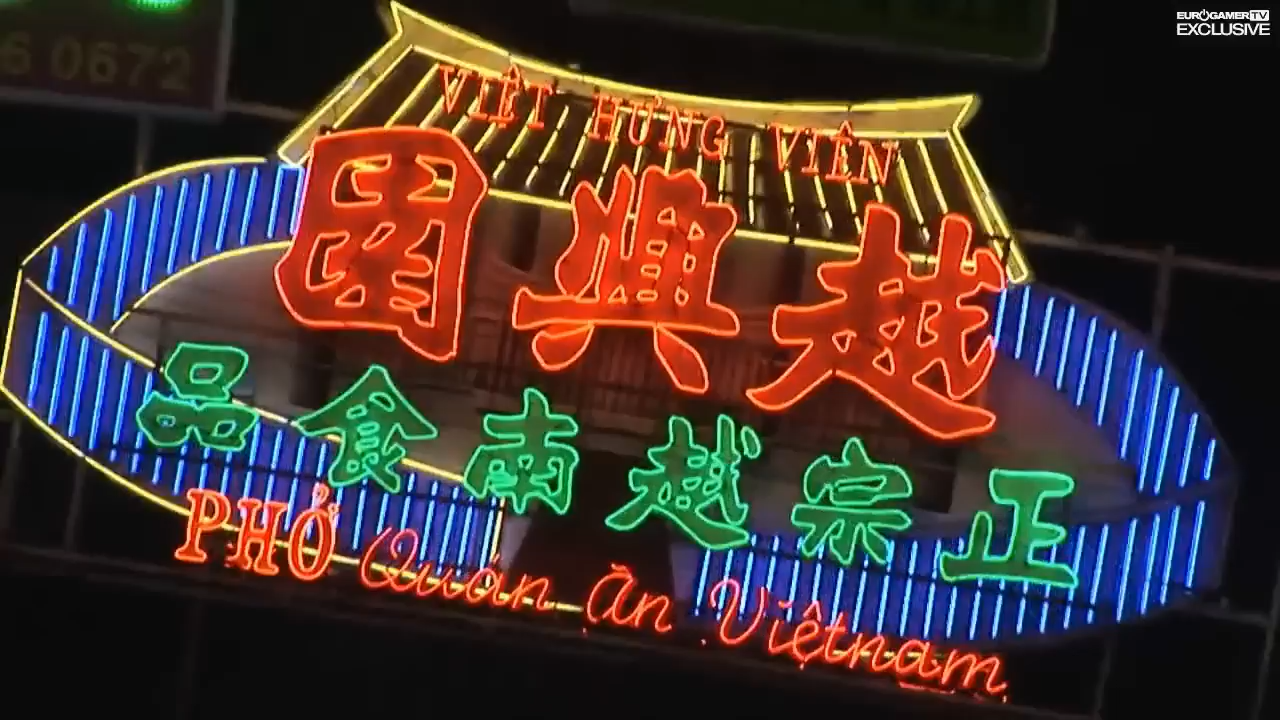 EUROGAMER TV
EXCLUSIVE
6 0672
VIỆT HƯNG VIÊN
越興園
正宗越南食品
PHỞ Quán Ăn Việtnam